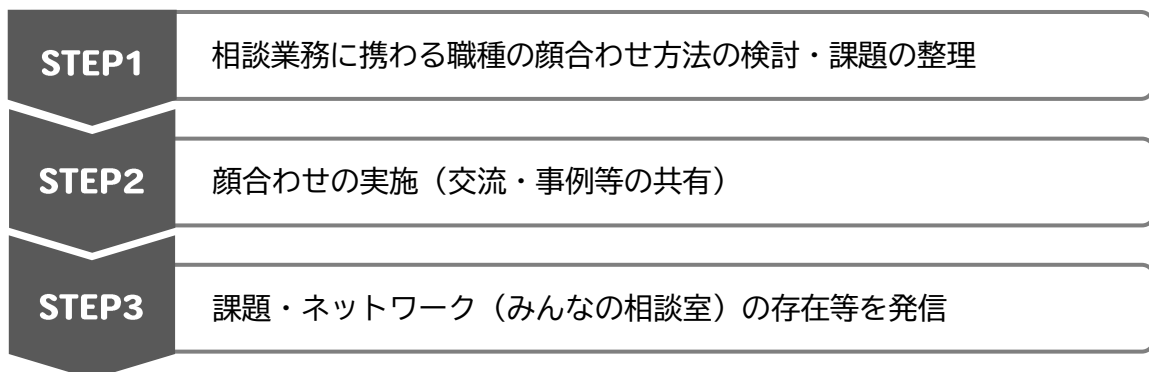 STEP1
相談業務に携わる職種の顔合わせ方法の検討・課題の整理
STEP2
顔合わせの実施（交流・事例等の共有）
STEP3
課題・ネットワーク（みんなの相談室）の存在等を発信